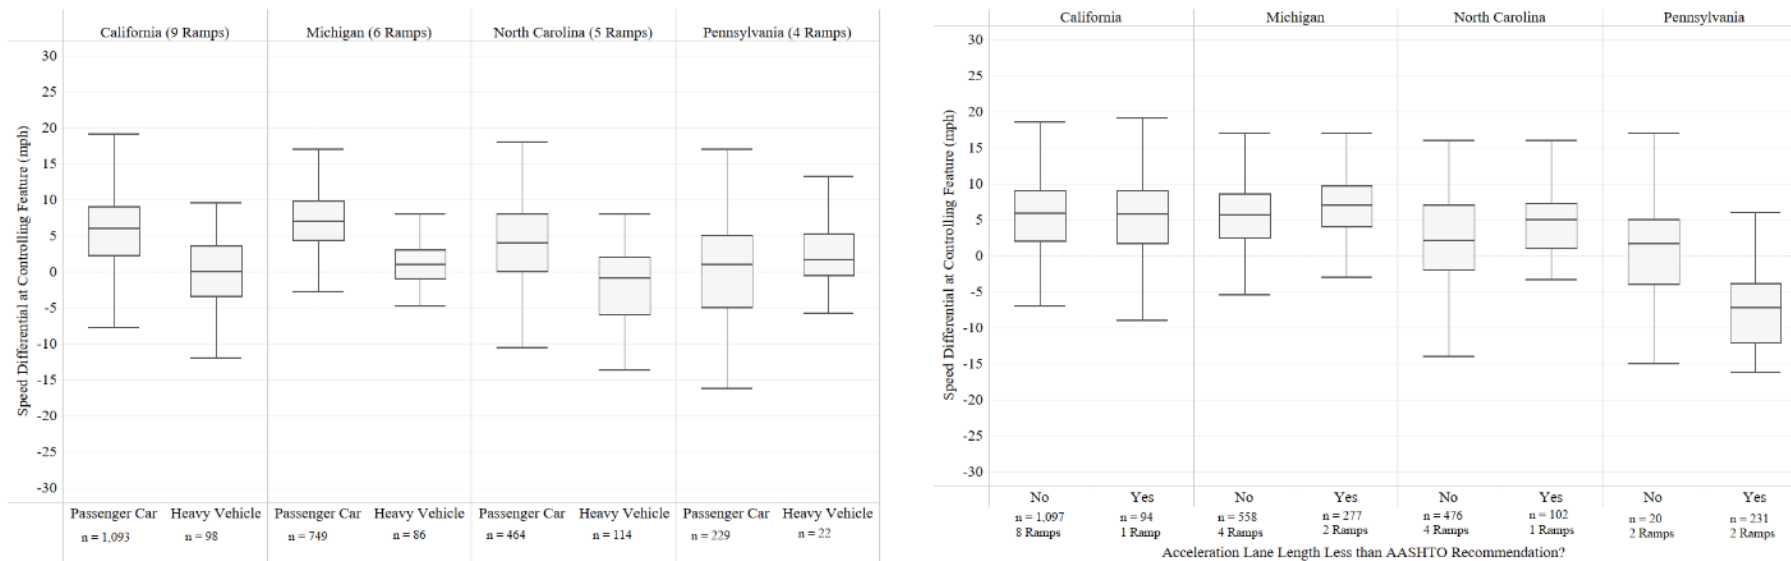 California (9 Ramps) Michigan (6 Ramps) North Carolina (5 Ramps) Pennsylvania (4 Ramps)
Speed Differential at Controlling Feature (mph)
30
25
20
15
10
5
0
-5
-10
-15
-20
-25
-30
Passenger Car Heavy Vehicle Passenger Car Heavy Vehicle Passenger Car Heavy Vehicle Passenger Car Heavy Vehicle
n = 1,093 n = 98 n = 749 n = 86 n = 464 n = 114 n = 229 n = 22
California Michigan North Carolina Pennsylvania
Speed Differential at Controlling Feature (mph)
30
25
20
15
10
5
0
-5
-10
-15
-20
-25
-30
No Yes No Yes No Yes No Yes
n = 1,097 n = 94 n = 558 n = 277 n = 476 n = 102 n = 20 n = 231
8 Ramps 1 Ramp 4 Ramps 2 Ramps 4 Ramps 1 Ramps 2 Ramps 2 Ramps
Acceleration Lane Length Less than AASHTO Recommendation?